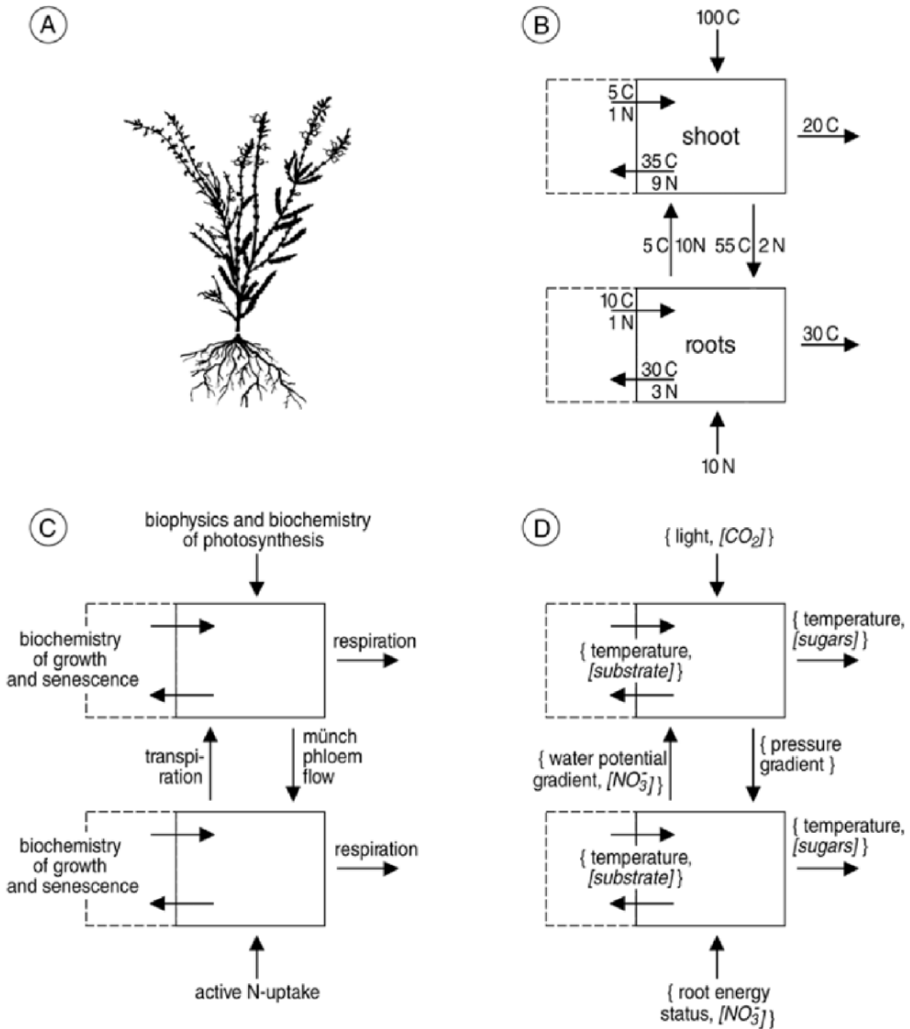 A
B
100 C
5 C
1 N
shoot
20 C
35 C
9 N
5 C 10N 55 C 2 N
10 C
1 N
roots
30 C
30 C
3 N
10 N
C
biophysics and biochemistry
of photosynthesis
biochemistry
of growth
and senescence
respiration
transpi-
ration
münch
phloem
flow
biochemistry
of growth
and senescence
respiration
active N-uptake
D
{ light, [CO₂] }
{ temperature,
[substrate] }
{ temperature,
[sugars] }
{ water potential
gradient, [NO₃⁻] }
{ pressure
gradient }
{ temperature,
[substrate] }
{ temperature,
[sugars] }
{ root energy
status, [NO₃⁻] }